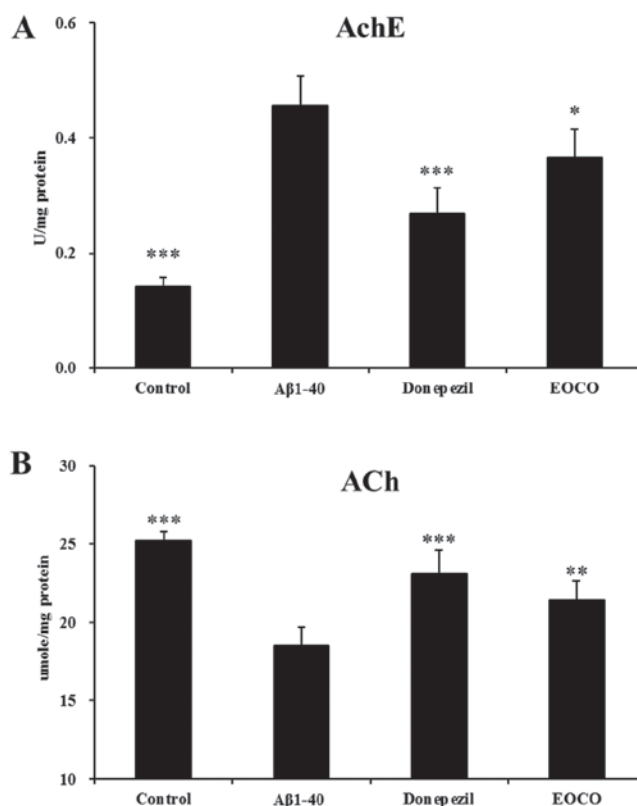 A
AchE
0.6
0.4
0.2
0.0
U/mg protein
***
***
*
Control
Aβ1-40
Donepezil
EOCO
B
ACh
30
25
20
15
10
umole/mg protein
***
***
**
Control
Aβ1-40
Donepezil
EOCO